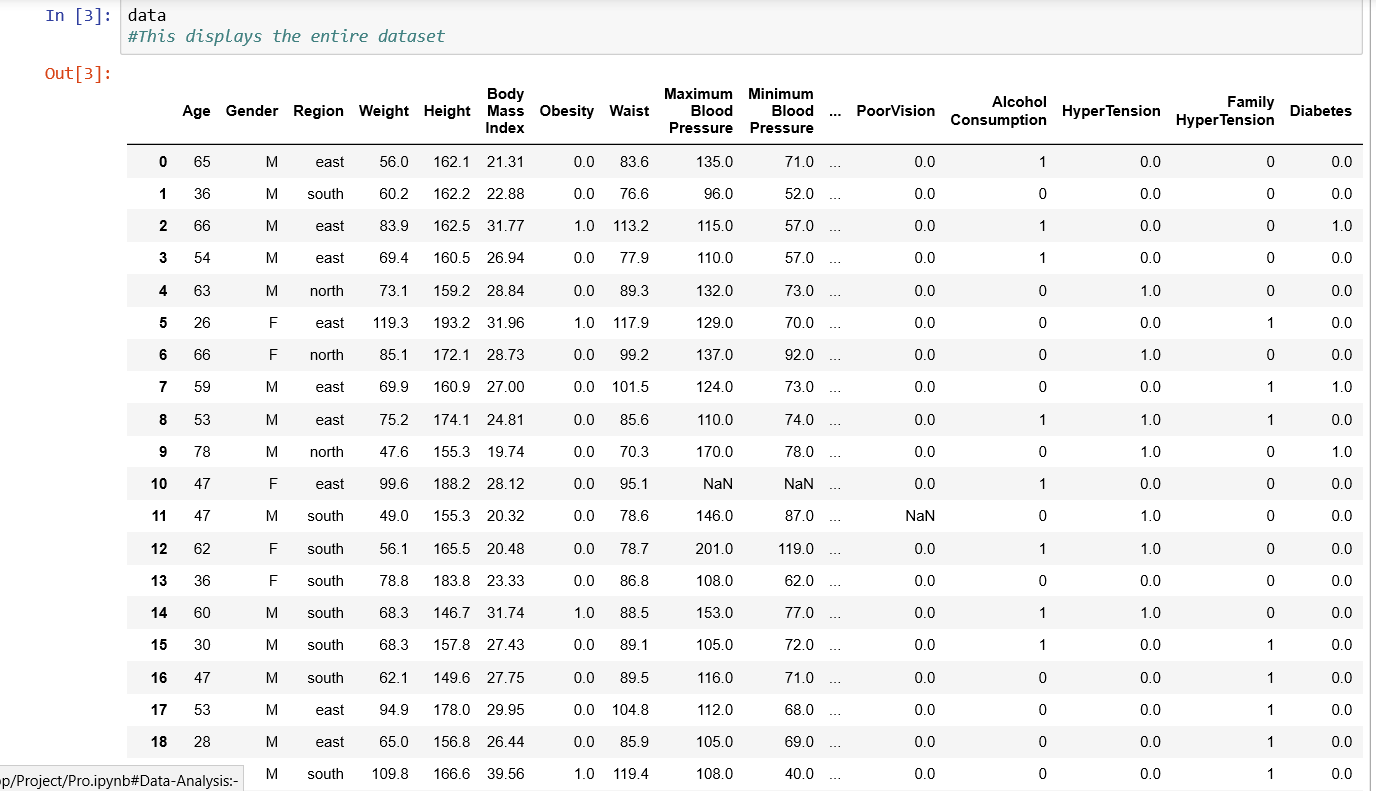 In [3]: data
#This displays the entire dataset
Out[3]:
Age Gender Region Weight Height Body Mass Index Obesity Waist Maximum Blood Pressure Minimum Blood Pressure ... PoorVision Alcohol Consumption HyperTension Family HyperTension Diabetes
0 65 M east 56.0 162.1 21.31 0.0 83.6 135.0 71.0 ... 0.0 1 0.0 0 0.0
1 36 M south 60.2 162.2 22.88 0.0 76.6 96.0 52.0 ... 0.0 0 0.0 0 0.0
2 66 M east 83.9 162.5 31.77 1.0 113.2 115.0 57.0 ... 0.0 1 0.0 0 1.0
3 54 M east 69.4 160.5 26.94 0.0 77.9 110.0 57.0 ... 0.0 1 0.0 0 0.0
4 63 M north 73.1 159.2 28.84 0.0 89.3 132.0 73.0 ... 0.0 0 1.0 0 0.0
5 26 F east 119.3 193.2 31.96 1.0 117.9 129.0 70.0 ... 0.0 0 0.0 1 0.0
6 66 F north 85.1 172.1 28.73 0.0 99.2 137.0 92.0 ... 0.0 0 1.0 0 0.0
7 59 M east 69.9 160.9 27.00 0.0 101.5 124.0 73.0 ... 0.0 0 0.0 1 1.0
8 53 M east 75.2 174.1 24.81 0.0 85.6 110.0 74.0 ... 0.0 1 1.0 1 0.0
9 78 M north 47.6 155.3 19.74 0.0 70.3 170.0 78.0 ... 0.0 0 1.0 0 1.0
10 47 F east 99.6 188.2 28.12 0.0 95.1 NaN NaN ... 0.0 1 0.0 0 0.0
11 47 M south 49.0 155.3 20.32 0.0 78.6 146.0 87.0 ... NaN 0 1.0 0 0.0
12 62 F south 56.1 165.5 20.48 0.0 78.7 201.0 119.0 ... 0.0 1 1.0 0 0.0
13 36 F south 78.8 183.8 23.33 0.0 86.8 108.0 62.0 ... 0.0 0 0.0 0 0.0
14 60 M south 68.3 146.7 31.74 1.0 88.5 153.0 77.0 ... 0.0 1 1.0 0 0.0
15 30 M south 68.3 157.8 27.43 0.0 89.1 105.0 72.0 ... 0.0 1 0.0 1 0.0
16 47 M south 62.1 149.6 27.75 0.0 89.5 116.0 71.0 ... 0.0 0 0.0 1 0.0
17 53 M east 94.9 178.0 29.95 0.0 104.8 112.0 68.0 ... 0.0 0 0.0 1 0.0
18 28 M east 65.0 156.8 26.44 0.0 85.9 105.0 69.0 ... 0.0 0 0.0 1 0.0
M south 109.8 166.6 39.56 1.0 119.4 108.0 40.0 ... 0.0 0 0.0 1 0.0
op/Project/Pro.ipynb#Data-Analysis:-